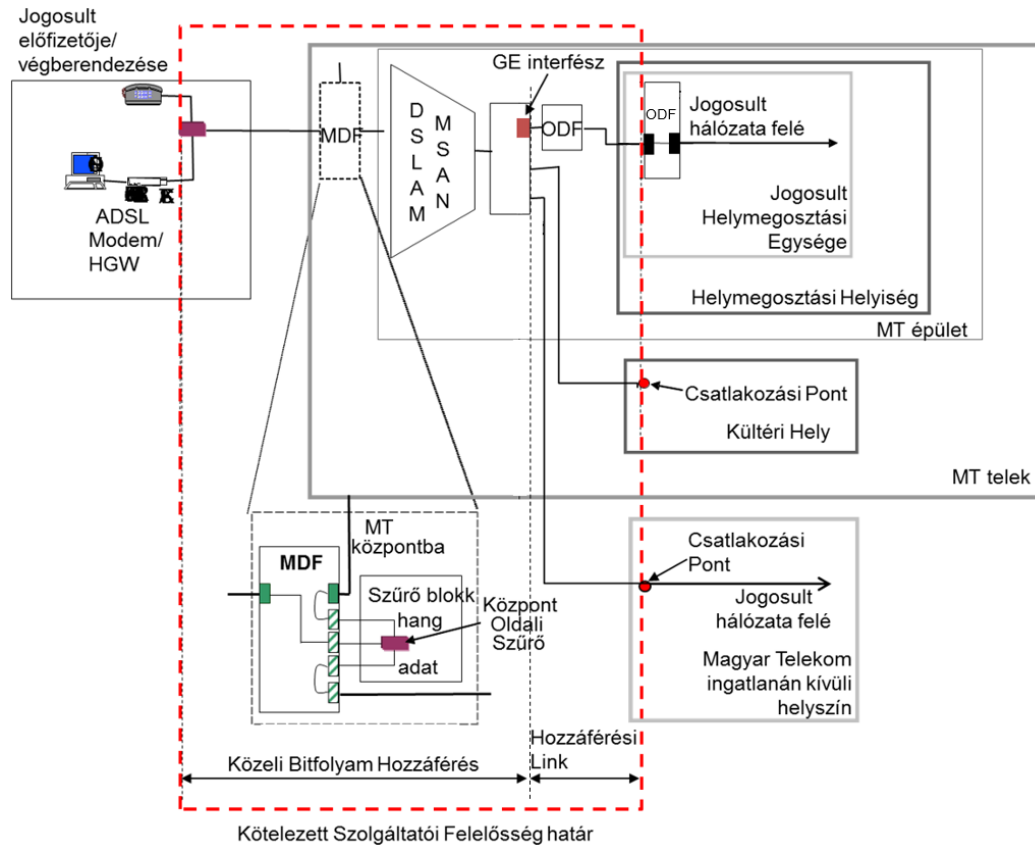 Jogosult
előfizetője/
végberendezése
ADSL
Modem/
HGW
MDF
DSLAM
MSAN
GE interfész
ODF
ODF
Jogosult
hálózata felé
Jogosult
Helymegosztási
Egysége
Helymegosztási Helyiség
MT épület
Csatlakozási Pont
Kültéri Hely
MT telek
MT
központba
MDF
Szűrő blokk
hang
adat
Központ
Oldali
Szűrő
Csatlakozási
Pont
Jogosult
hálózata felé
Magyar Telekom
ingatlanán kívüli
helyszín
Közeli Bitfolyam Hozzáférés
Hozzáférési
Link
Kötelezett Szolgáltatói Felelősség határ